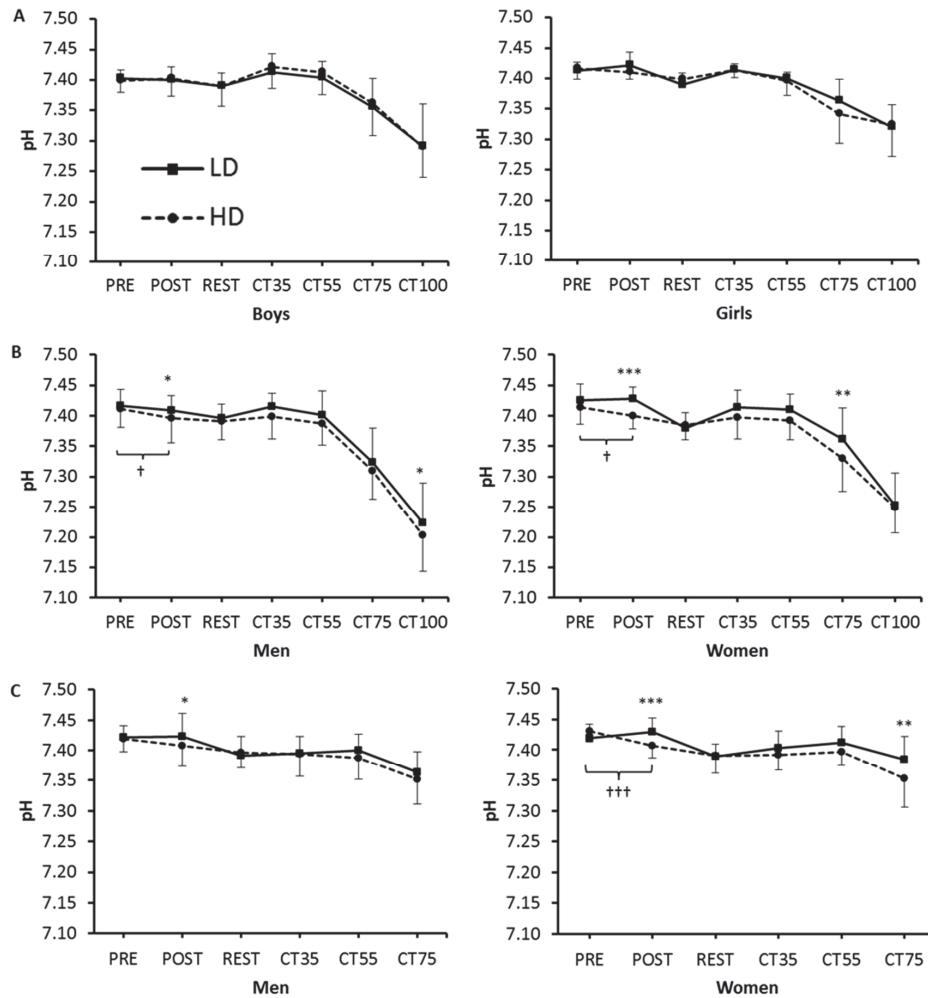 A
7.50
7.45
7.40
7.35
7.30
7.25
7.20
7.15
7.10
pH
LD
HD
PRE POST REST CT35 CT55 CT75 CT100
Boys
7.50
7.45
7.40
7.35
7.30
7.25
7.20
7.15
7.10
pH
PRE POST REST CT35 CT55 CT75 CT100
Girls
B
7.50
7.45
7.40
7.35
7.30
7.25
7.20
7.15
7.10
pH
*
†
*
PRE POST REST CT35 CT55 CT75 CT100
Men
7.50
7.45
7.40
7.35
7.30
7.25
7.20
7.15
7.10
pH
***
†
**
PRE POST REST CT35 CT55 CT75 CT100
Women
C
7.50
7.45
7.40
7.35
7.30
7.25
7.20
7.15
7.10
pH
*
PRE POST REST CT35 CT55 CT75
Men
7.50
7.45
7.40
7.35
7.30
7.25
7.20
7.15
7.10
pH
***
**
†††
PRE POST REST CT35 CT55 CT75
Women